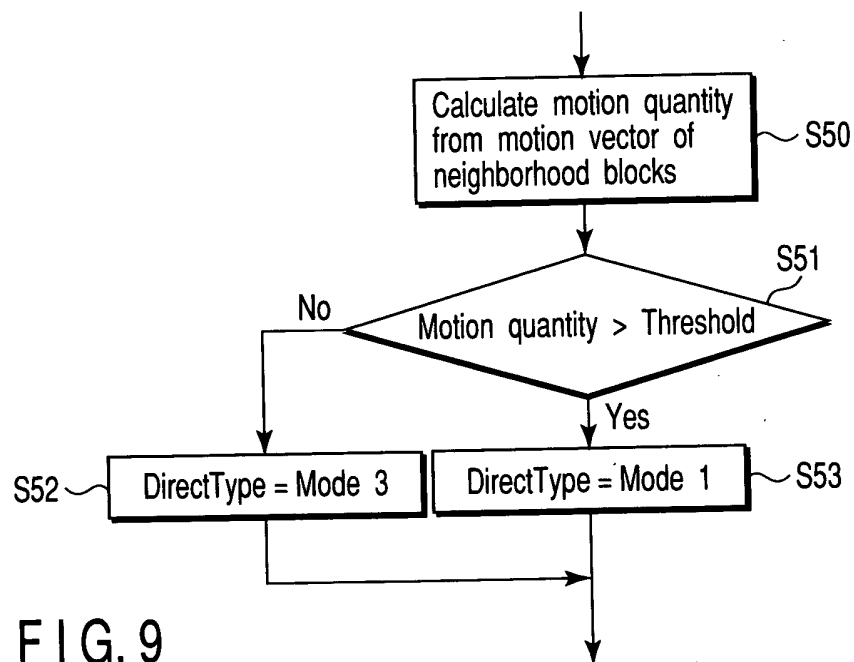 Calculate motion quantity
from motion vector of
neighborhood blocks
S50
S51
No
Motion quantity > Threshold
Yes
S52
DirectType = Mode 3
DirectType = Mode 1
S53
FIG. 9